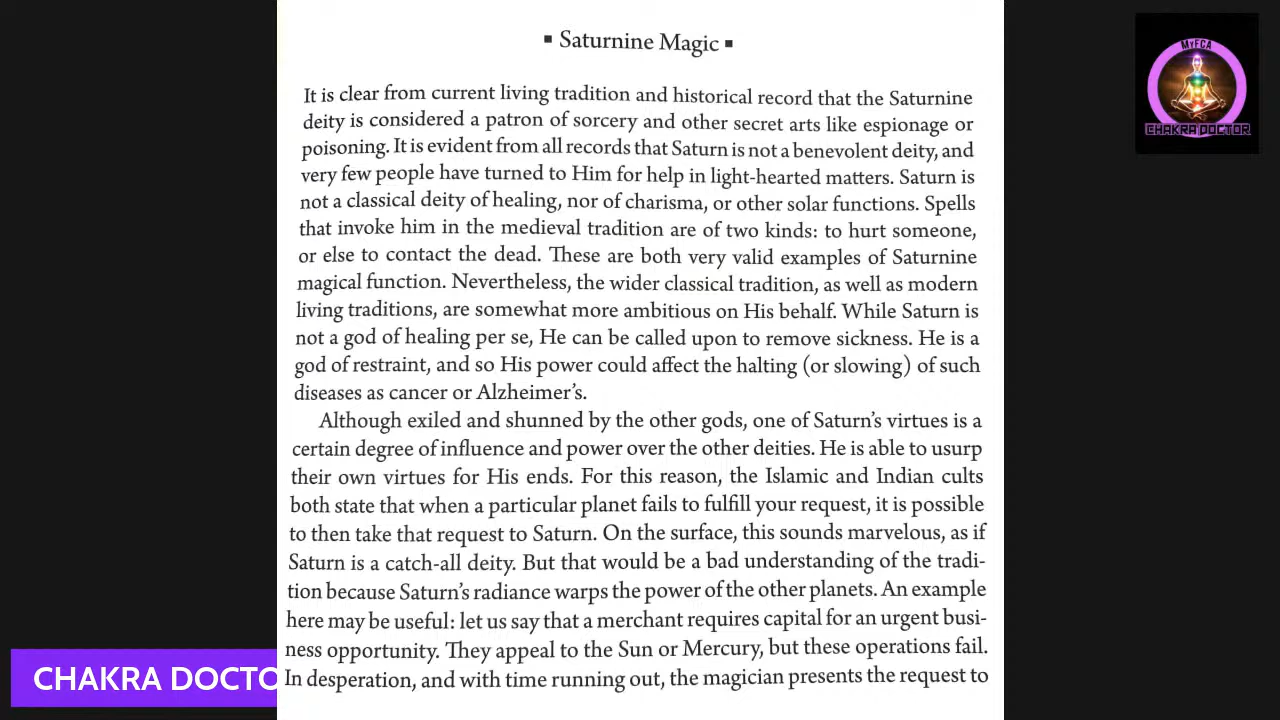 ▪ Saturnine Magic ▪
It is clear from current living tradition and historical record that the Saturnine
deity is considered a patron of sorcery and other secret arts like espionage or
poisoning. It is evident from all records that Saturn is not a benevolent deity, and
very few people have turned to Him for help in light-hearted matters. Saturn is
not a classical deity of healing, nor of charisma, or other solar functions. Spells
that invoke him in the medieval tradition are of two kinds: to hurt someone,
or else to contact the dead. These are both very valid examples of Saturnine
magical function. Nevertheless, the wider classical tradition, as well as modern
living traditions, are somewhat more ambitious on His behalf. While Saturn is
not a god of healing per se, He can be called upon to remove sickness. He is a
god of restraint, and so His power could affect the halting (or slowing) of such
diseases as cancer or Alzheimer's.
Although exiled and shunned by the other gods, one of Saturn's virtues is a
certain degree of influence and power over the other deities. He is able to usurp
their own virtues for His ends. For this reason, the Islamic and Indian cults
both state that when a particular planet fails to fulfill your request, it is possible
to then take that request to Saturn. On the surface, this sounds marvelous, as if
Saturn is a catch-all deity. But that would be a bad understanding of the tradi-
tion because Saturn's radiance warps the power of the other planets. An example
here may be useful: let us say that a merchant requires capital for an urgent busi-
ness opportunity. They appeal to the Sun or Mercury, but these operations fail.
In desperation, and with time running out, the magician presents the request to
MYFCA
CHAKRA DOCTOR
CHAKRA DOCTO